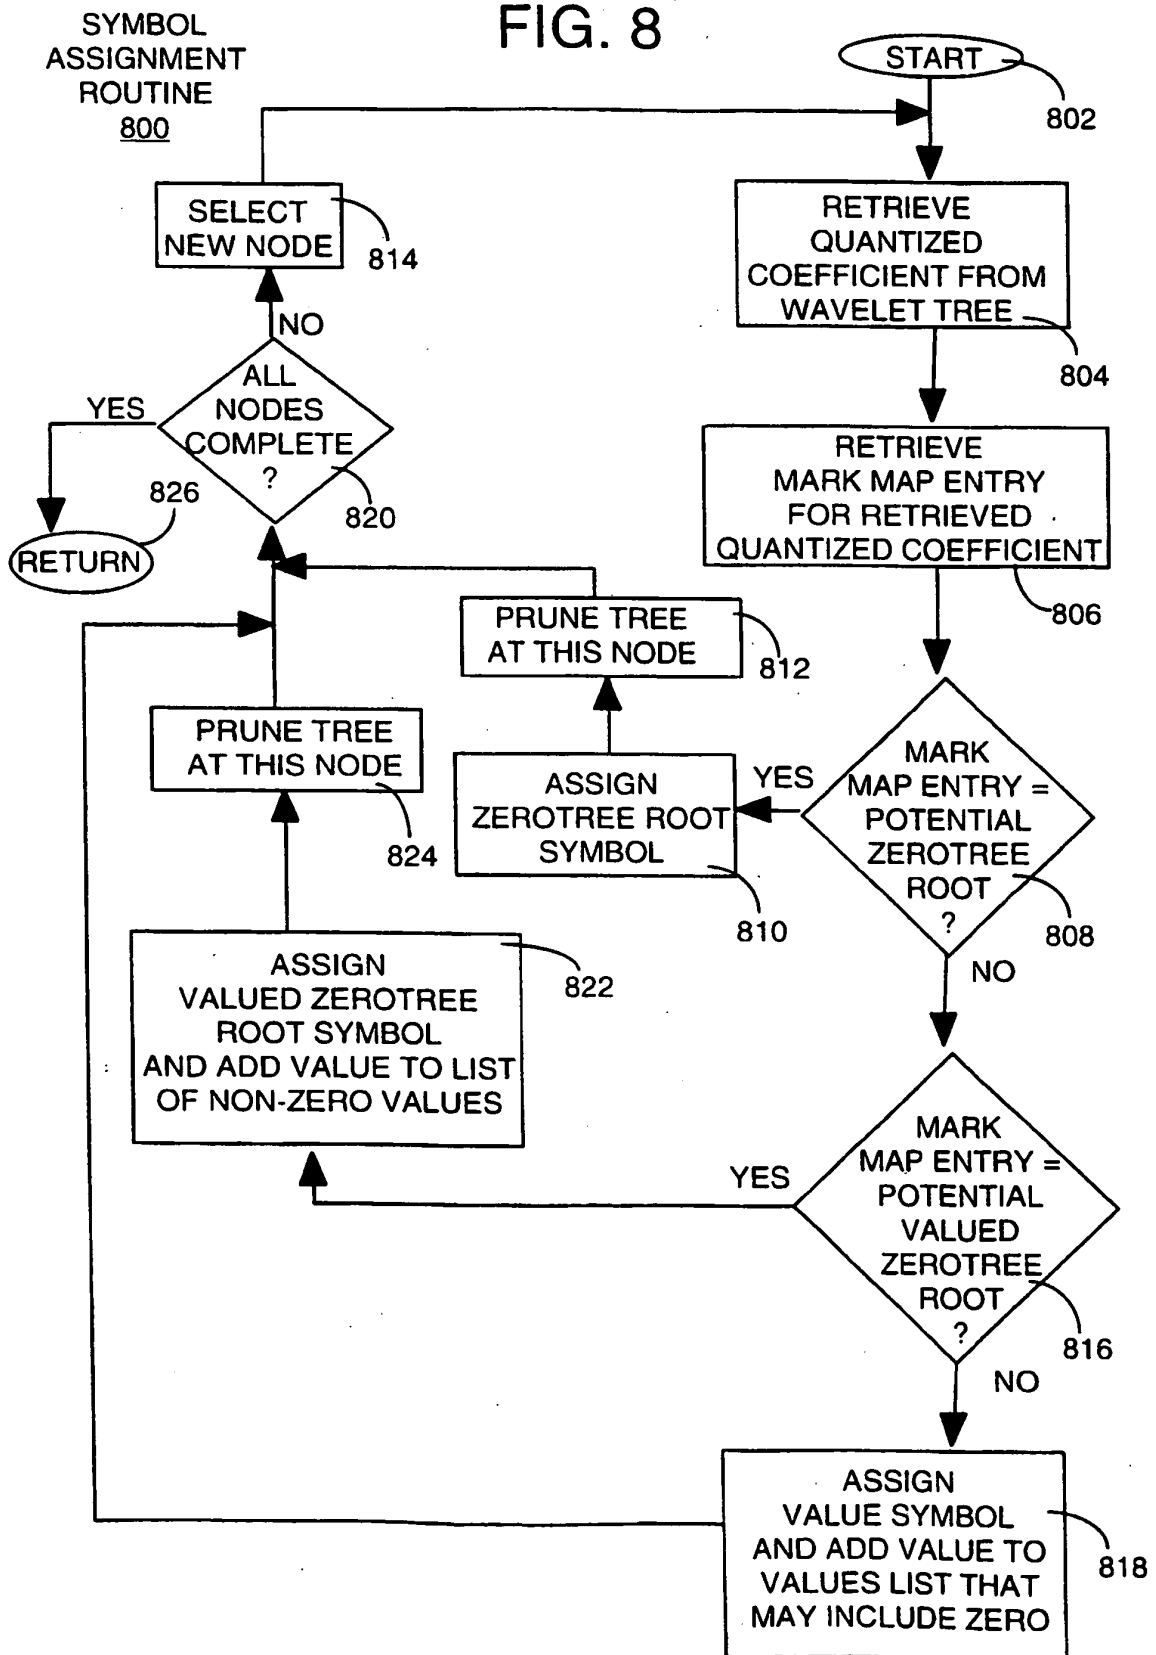 FIG. 8
SYMBOL
ASSIGNMENT
ROUTINE
800
START
802
RETRIEVE
QUANTIZED
COEFFICIENT FROM
WAVELET TREE
804
RETRIEVE
MARK MAP ENTRY
FOR RETRIEVED
QUANTIZED COEFFICIENT
806
MARK
MAP ENTRY =
POTENTIAL
ZEROTREE
ROOT
?
808
YES
NO
ASSIGN
ZEROTREE ROOT
SYMBOL
810
PRUNE TREE
AT THIS NODE
812
SELECT
NEW NODE
814
NO
ALL
NODES
COMPLETE
?
820
YES
826
RETURN
PRUNE TREE
AT THIS NODE
824
ASSIGN
VALUED ZEROTREE
ROOT SYMBOL
AND ADD VALUE TO LIST
OF NON-ZERO VALUES
822
MARK
MAP ENTRY =
POTENTIAL
VALUED
ZEROTREE
ROOT
?
816
YES
NO
ASSIGN
VALUE SYMBOL
AND ADD VALUE TO
VALUES LIST THAT
MAY INCLUDE ZERO
818